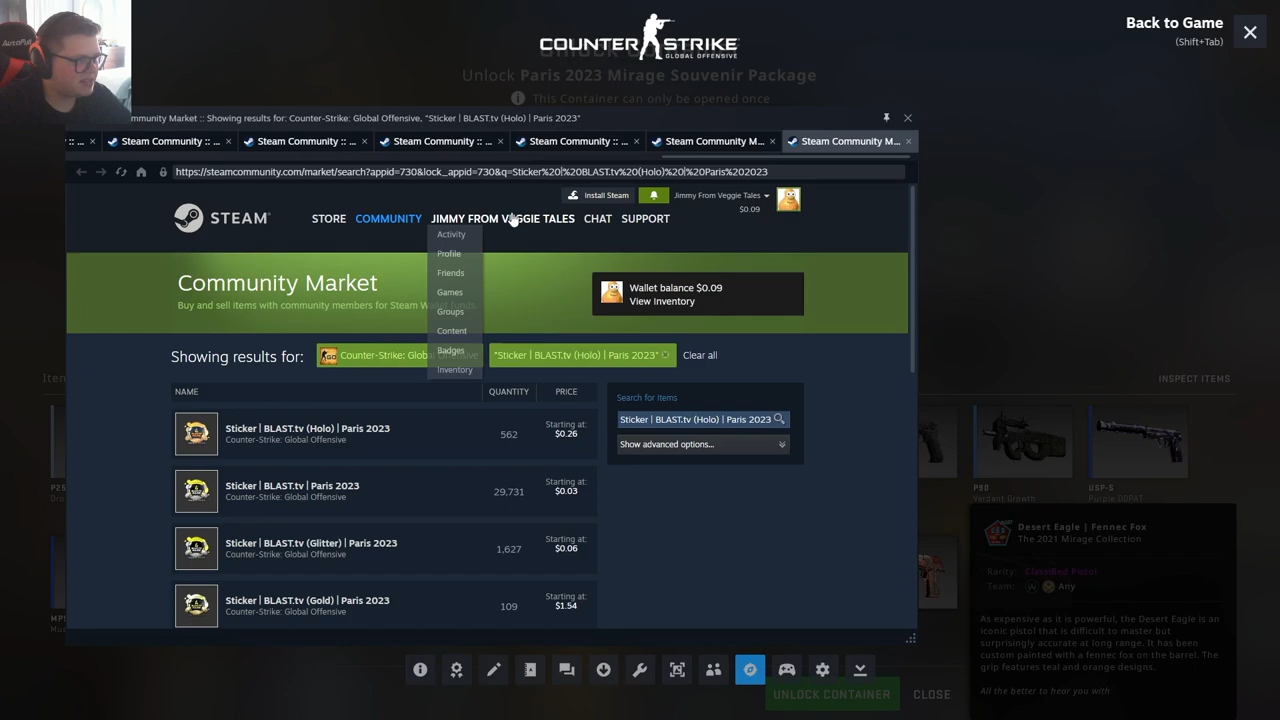 COUNTER STRIKE
GLOBAL OFFENSIVE
Back to Game
(Shift+Tab)
Unlock Paris 2023 Mirage Souvenir Package
This Container can only be opened once
mmunity Market :: Showing results for: Counter-Strike: Global Offensive, "Sticker | BLAST.tv (Holo) | Paris 2023"
:: ...
Steam Community :: ...
Steam Community :: ...
Steam Community :: ...
Steam Community :: ...
Steam Community M...
Steam Community M...
https://steamcommunity.com/market/search?appid=730&lock_appid=730&q=Sticker%20|%20BLAST.tv%20(Holo)%20|%20Paris%202023
Install Steam
Jimmy From Veggie Tales
$0.09
STEAM
STORE COMMUNITY JIMMY FROM VEGGIE TALES CHAT SUPPORT
Activity
Profile
Friends
Games
Groups
Content
Badges
Inventory
Community Market
Buy and sell items with community members for Steam Wallet funds.
Wallet balance $0.09
View Inventory
Showing results for:
Counter-Strike: Global Offensive
"Sticker | BLAST.tv (Holo) | Paris 2023"
Clear all
NAME QUANTITY PRICE
Sticker | BLAST.tv (Holo) | Paris 2023
Counter-Strike: Global Offensive
562
Starting at:
$0.26
Sticker | BLAST.tv | Paris 2023
Counter-Strike: Global Offensive
29,731
Starting at:
$0.03
Sticker | BLAST.tv (Glitter) | Paris 2023
Counter-Strike: Global Offensive
1,627
Starting at:
$0.06
Sticker | BLAST.tv (Gold) | Paris 2023
Counter-Strike: Global Offensive
109
Starting at:
$1.54
Search for Items
Sticker | BLAST.tv (Holo) | Paris 2023
Show advanced options...
INSPECT ITEMS
P90
Verdant Growth
USP-S
Purple DDPAT
Desert Eagle | Fennec Fox
The 2021 Mirage Collection
Rarity: Classified Pistol
Team: Any
As expensive as it is powerful, the Desert Eagle is an
iconic pistol that is difficult to master but
surprisingly accurate at long range. It has been
custom painted with a fennec fox on the barrel. The
grip features teal and orange designs.
All the better to hear you with
UNLOCK CONTAINER
CLOSE